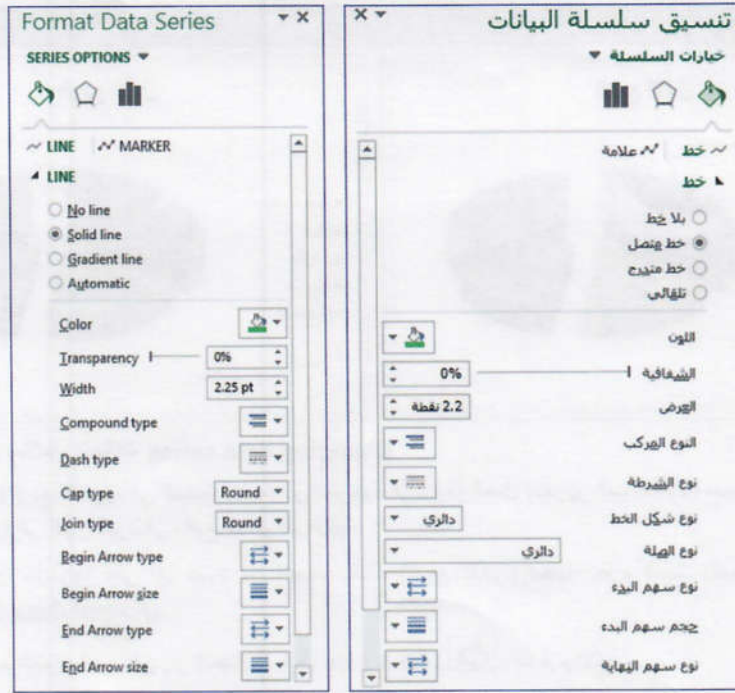 Format Data Series
SERIES OPTIONS
LINE MARKER
LINE
No line
Solid line
Gradient line
Automatic
Color
Transparency 0%
Width 2.25 pt
Compound type
Dash type
Cap type Round
Join type Round
Begin Arrow type
Begin Arrow size
End Arrow type
End Arrow size
تنسيق سلسلة البيانات
خيارات السلسلة
خط علامة
خط
بلا خط
خط متصل
خط متدرج
تلقائي
اللون
الشفافية 0%
العرض 2.2 نقطة
النوع المركب
نوع الشرطة
نوع شكل الخط دائري
نوع الصلة دائري
نوع سهم البدء
حجم سهم البدء
نوع سهم النهاية